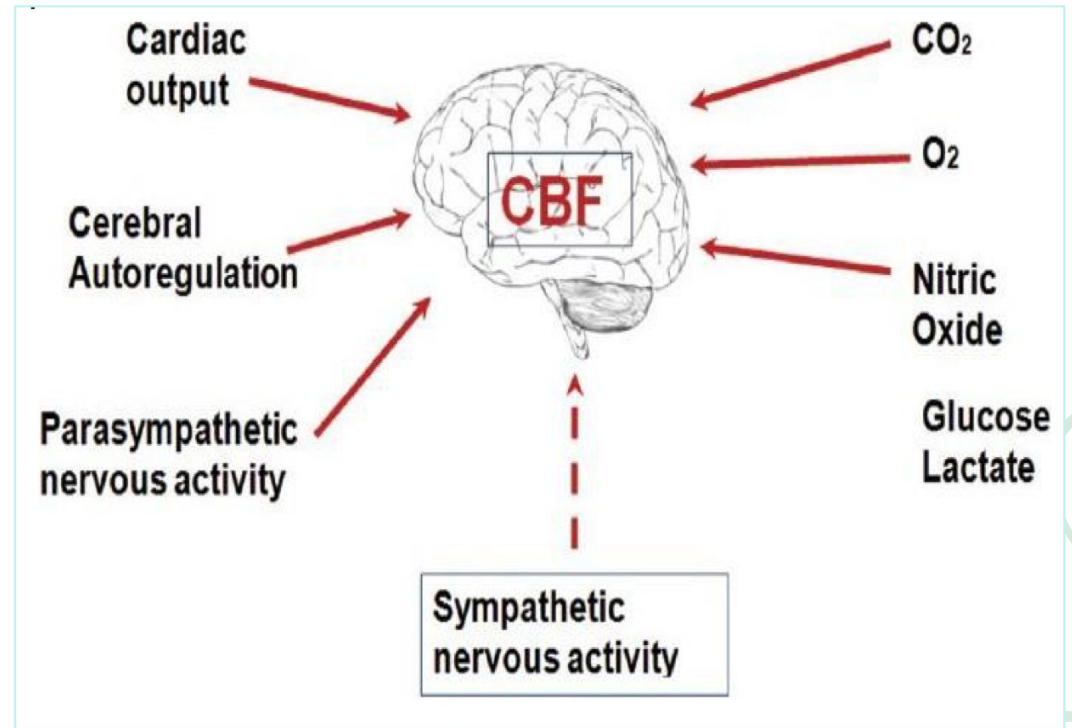 Cardiac
output
Cerebral
Autoregulation
Parasympathetic
nervous activity
CBF
CO₂
O₂
Nitric
Oxide
Glucose
Lactate
Sympathetic
nervous activity